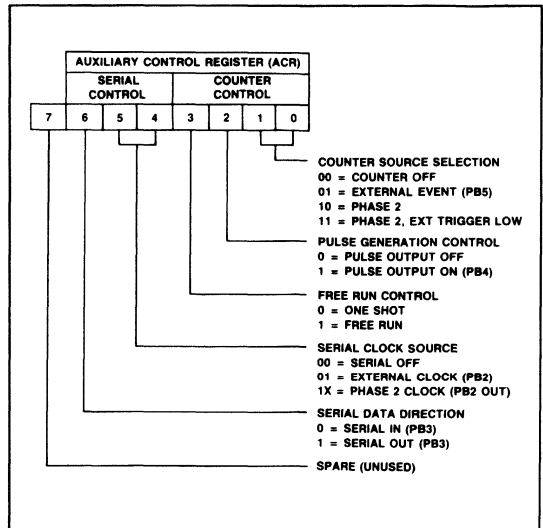 AUXILIARY CONTROL REGISTER (ACR)
SERIAL CONTROL
COUNTER CONTROL
7 6 5 4 3 2 1 0
COUNTER SOURCE SELECTION
00 = COUNTER OFF
01 = EXTERNAL EVENT (PB5)
10 = PHASE 2
11 = PHASE 2, EXT TRIGGER LOW
PULSE GENERATION CONTROL
0 = PULSE OUTPUT OFF
1 = PULSE OUTPUT ON (PB4)
FREE RUN CONTROL
0 = ONE SHOT
1 = FREE RUN
SERIAL CLOCK SOURCE
00 = SERIAL OFF
01 = EXTERNAL CLOCK (PB2)
1X = PHASE 2 CLOCK (PB2 OUT)
SERIAL DATA DIRECTION
0 = SERIAL IN (PB3)
1 = SERIAL OUT (PB3)
SPARE (UNUSED)